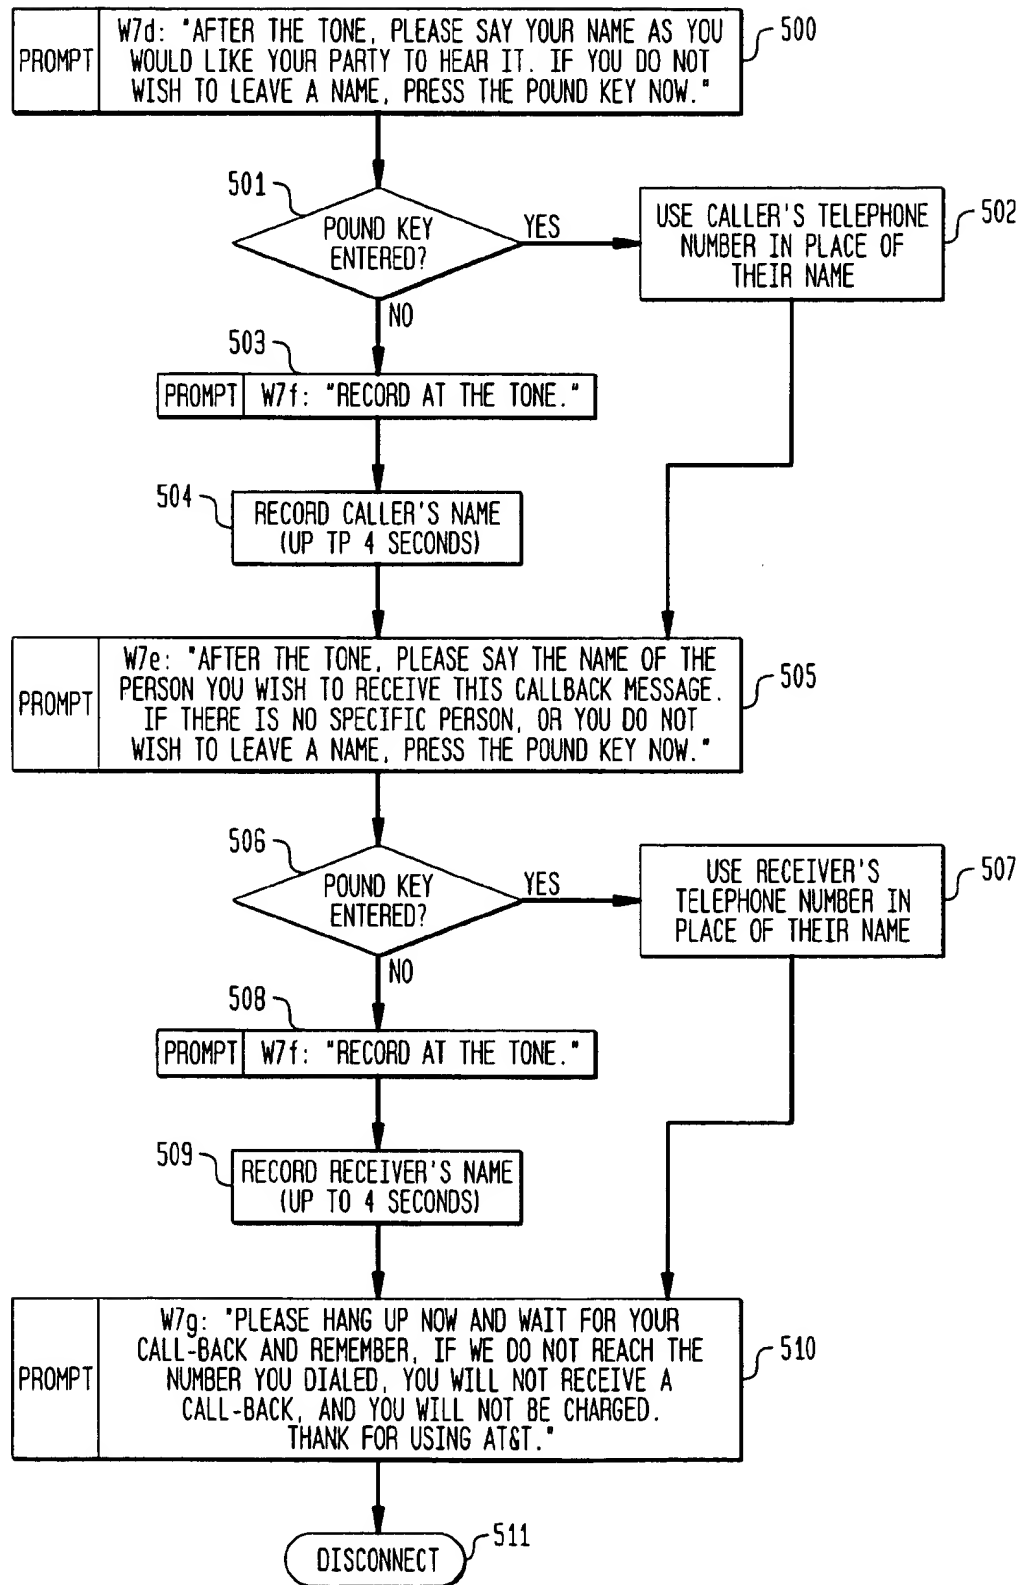 PROMPT
W7d: "AFTER THE TONE, PLEASE SAY YOUR NAME AS YOU
WOULD LIKE YOUR PARTY TO HEAR IT. IF YOU DO NOT
WISH TO LEAVE A NAME, PRESS THE POUND KEY NOW."
500
501
POUND KEY
ENTERED?
YES
NO
USE CALLER'S TELEPHONE
NUMBER IN PLACE OF
THEIR NAME
502
503
PROMPT
W7f: "RECORD AT THE TONE."
504
RECORD CALLER'S NAME
(UP TP 4 SECONDS)
PROMPT
W7e: "AFTER THE TONE, PLEASE SAY THE NAME OF THE
PERSON YOU WISH TO RECEIVE THIS CALLBACK MESSAGE.
IF THERE IS NO SPECIFIC PERSON, OR YOU DO NOT
WISH TO LEAVE A NAME, PRESS THE POUND KEY NOW."
505
506
POUND KEY
ENTERED?
YES
NO
USE RECEIVER'S
TELEPHONE NUMBER IN
PLACE OF THEIR NAME
507
508
PROMPT
W7f: "RECORD AT THE TONE."
509
RECORD RECEIVER'S NAME
(UP TO 4 SECONDS)
PROMPT
W7g: "PLEASE HANG UP NOW AND WAIT FOR YOUR
CALL-BACK AND REMEMBER, IF WE DO NOT REACH THE
NUMBER YOU DIALED, YOU WILL NOT RECEIVE A
CALL-BACK, AND YOU WILL NOT BE CHARGED.
THANK FOR USING AT&T."
510
DISCONNECT
511